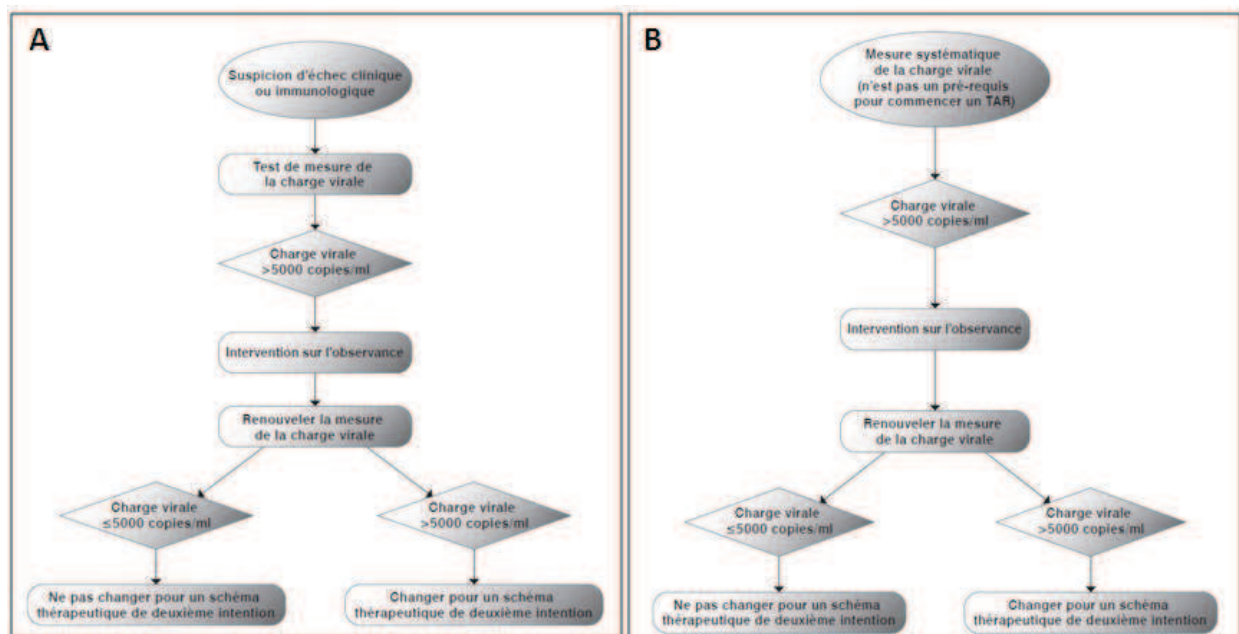 A
Suspicion d'échec clinique
ou immunologique
Test de mesure de
la charge virale
Charge virale
>5000 copies/ml
Intervention sur l'observance
Renouveler la mesure
de la charge virale
Charge virale
≤5000 copies/ml
Charge virale
>5000 copies/ml
Ne pas changer pour un schéma
thérapeutique de deuxième intention
Changer pour un schéma
thérapeutique de deuxième intention
B
Mesure systématique
de la charge virale
(n'est pas un pré-requis
pour commencer un TAR)
Charge virale
>5000 copies/ml
Intervention sur l'observance
Renouveler la mesure
de la charge virale
Charge virale
≤5000 copies/ml
Charge virale
>5000 copies/ml
Ne pas changer pour un schéma
thérapeutique de deuxième intention
Changer pour un schéma
thérapeutique de deuxième intention